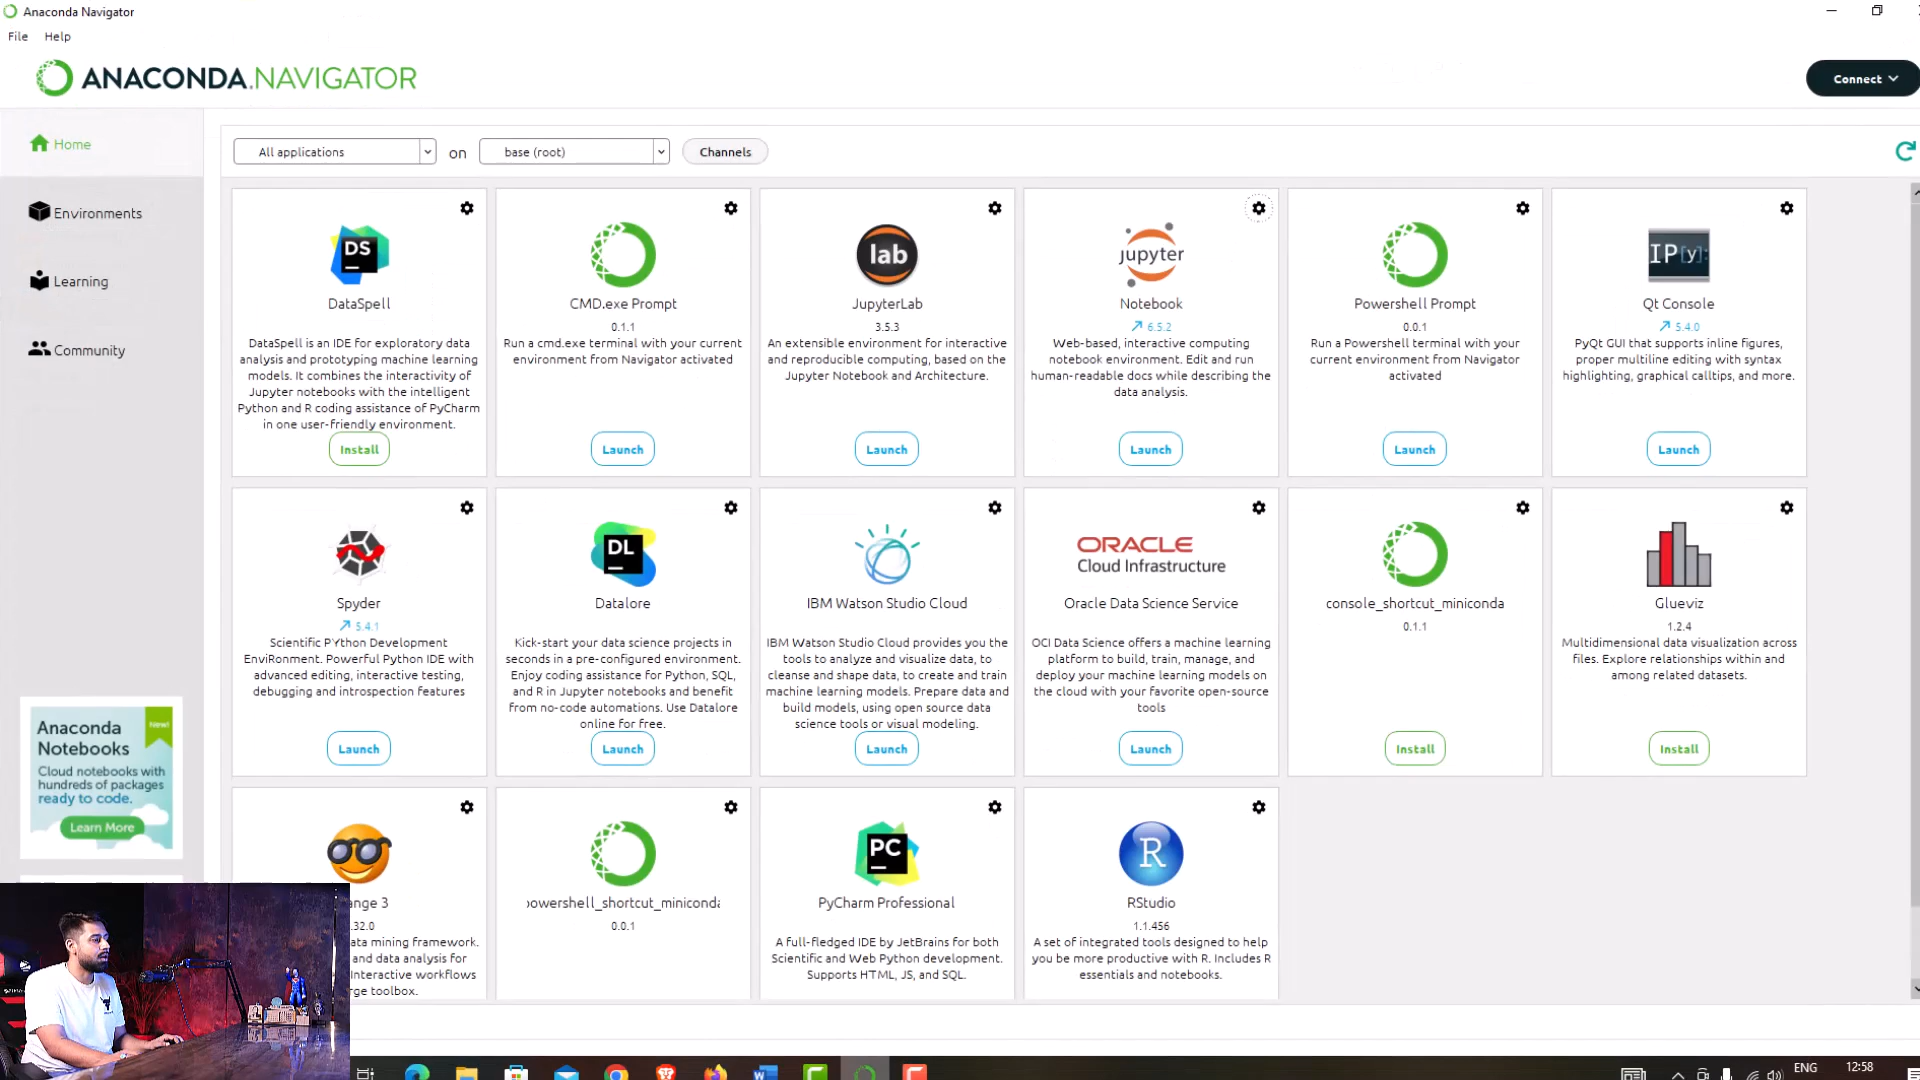 Anaconda Navigator
File Help
ANACONDA.NAVIGATOR
Connect
Home
Environments
Learning
Community
All applications on base (root) Channels
DS
DataSpell
DataSpell is an IDE for exploratory data
analysis and prototyping machine learning
models. It combines the interactivity of
Jupyter notebooks with the intelligent
Python and R coding assistance of PyCharm
in one user-friendly environment.
Install
CMD.exe Prompt
0.1.1
Run a cmd.exe terminal with your current
environment from Navigator activated
Launch
lab
JupyterLab
3.5.3
An extensible environment for interactive
and reproducible computing, based on the
Jupyter Notebook and Architecture.
Launch
jupyter
Notebook
6.5.2
Web-based, interactive computing
notebook environment. Edit and run
human-readable docs while describing the
data analysis.
Launch
Powershell Prompt
0.0.1
Run a Powershell terminal with your
current environment from Navigator
activated
Launch
IP[y]:
Qt Console
5.4.0
PyQt GUI that supports inline figures,
proper multiline editing with syntax
highlighting, graphical calltips, and more.
Launch
Spyder
5.4.1
Scientific PYthon Development
EnviRonment. Powerful Python IDE with
advanced editing, interactive testing,
debugging and introspection features
Launch
DL
Datalore
Kick-start your data science projects in
seconds in a pre-configured environment.
Enjoy coding assistance for Python, SQL,
and R in Jupyter notebooks and benefit
from no-code automations. Use Datalore
online for free.
Launch
IBM Watson Studio Cloud
IBM Watson Studio Cloud provides you the
tools to analyze and visualize data, to
cleanse and shape data, to create and train
machine learning models. Prepare data and
build models, using open source data
science tools or visual modeling.
Launch
ORACLE
Cloud Infrastructure
Oracle Data Science Service
OCI Data Science offers a machine learning
platform to build, train, manage, and
deploy your machine learning models on
the cloud with your favorite open-source
tools
Launch
console_shortcut_miniconda
0.1.1
Install
Glueviz
1.2.4
Multidimensional data visualization across
files. Explore relationships within and
among related datasets.
Install
ange 3
.32.0
ata mining framework.
and data analysis for
Interactive workflows
rge toolbox.
powershell_shortcut_miniconda
0.0.1
PC
PyCharm Professional
A full-fledged IDE by JetBrains for both
Scientific and Web Python development.
Supports HTML, JS, and SQL.
R
RStudio
1.1.456
A set of integrated tools designed to help
you be more productive with R. Includes R
essentials and notebooks.
Anaconda
Notebooks
New!
Cloud notebooks with
hundreds of packages
ready to code.
Learn More
ENG 12:58